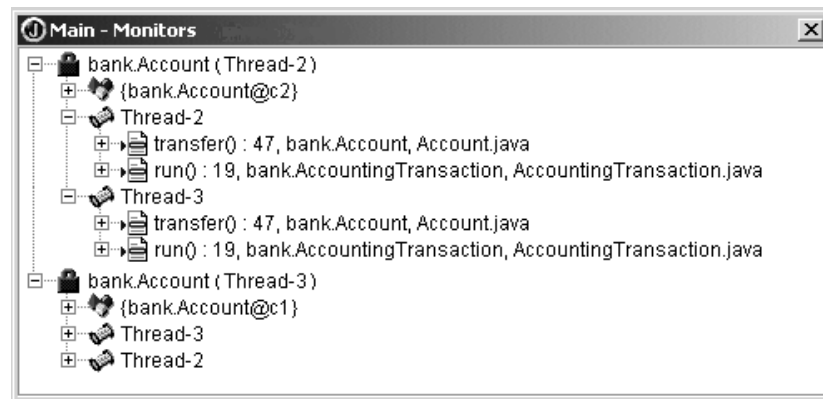 Main - Monitors
bank.Account (Thread-2)
{bank.Account@c2}
Thread-2
transfer() : 47, bank.Account, Account.java
run() : 19, bank.AccountingTransaction, AccountingTransaction.java
Thread-3
transfer() : 47, bank.Account, Account.java
run() : 19, bank.AccountingTransaction, AccountingTransaction.java
bank.Account (Thread-3)
{bank.Account@c1}
Thread-3
Thread-2